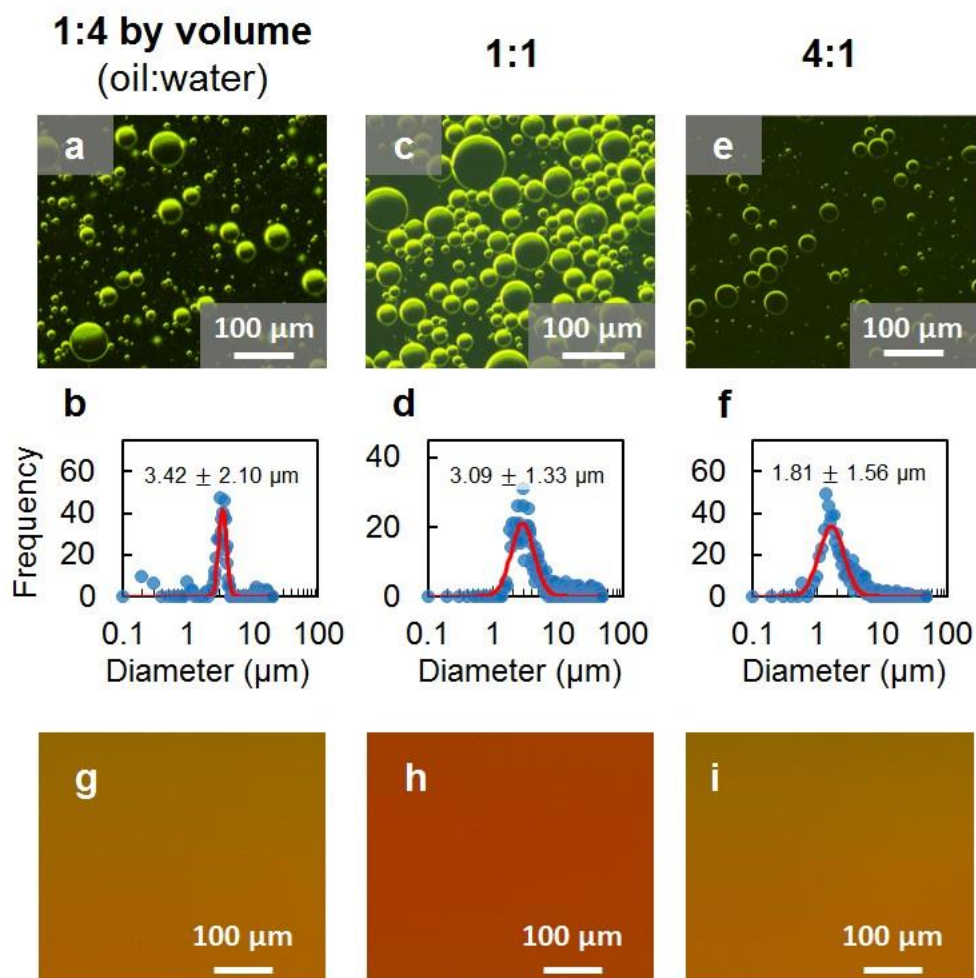 1:4 by volume
(oil:water)
1:1
4:1
a
100 µm
c
100 µm
e
100 µm
b
d
f
Frequency
60
40
20
0
3.42 ± 2.10 µm
0.1 1 10 100
Diameter (µm)
40
20
0
3.09 ± 1.33 µm
0.1 1 10 100
Diameter (µm)
60
40
20
0
1.81 ± 1.56 µm
0.1 1 10 100
Diameter (µm)
g
100 µm
h
100 µm
i
100 µm